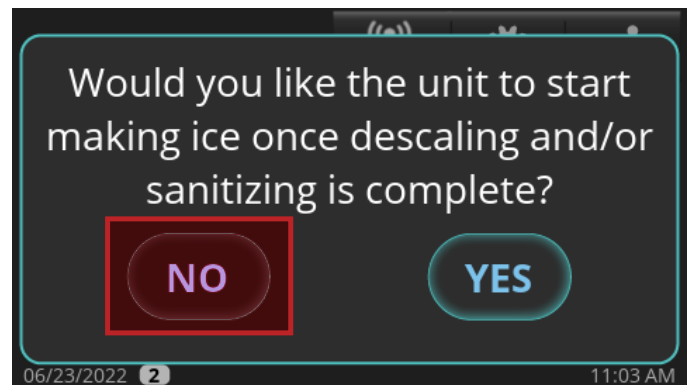 Would you like the unit to start
making ice once descaling and/or
sanitizing is complete?
NO YES
06/23/2022 2 11:03 AM